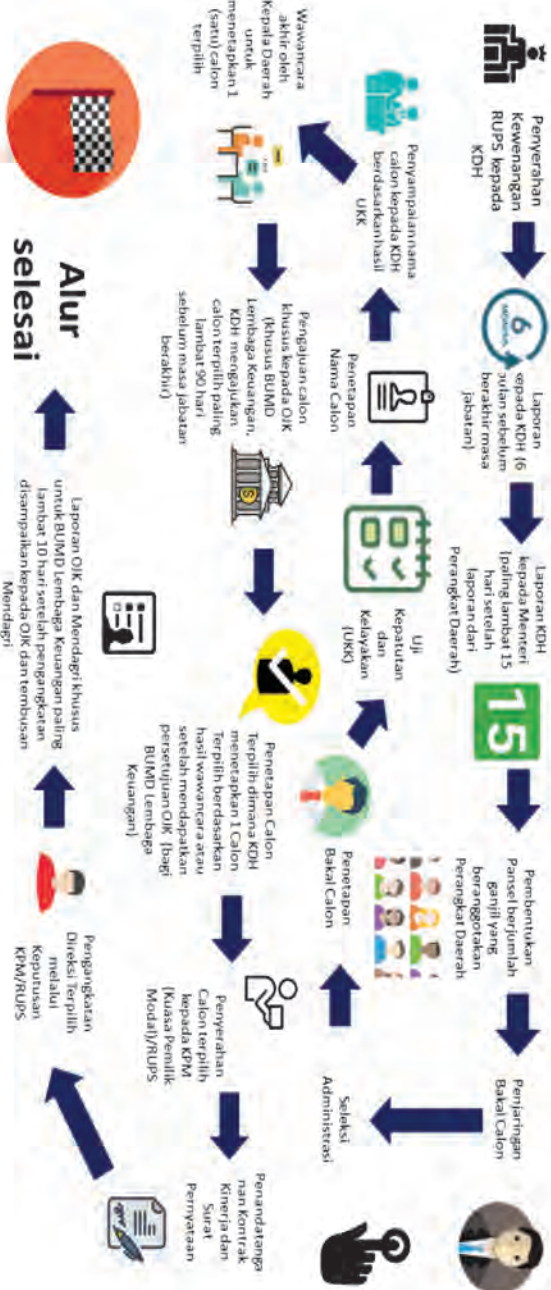 Penyerahan
Kewenangan
RUPS kepada
KDH
6
Laporan
kepada KDH (6
bulan sebelum
berakhir masa
jabatan)
Laporan KDH
kepada Menteri
(paling lambat 15
hari setelah
laporan dari
Perangkat Daerah)
15
Pembentukan
Pansel berjumlah
ganjil yang
beranggotakan
Perangkat Daerah
Penjaringan
Bakal Calon
Seleksi
Administrasi
Penetapan
Bakal Calon
Uji
Kepatutan
dan
Kelayakan
(UKK)
Penetapan
Nama Calon
Penyampaian nama
calon kepada KDH
berdasarkan hasil
UKK
Wawancara
akhir oleh
Kepala Daerah
untuk
menetapkan 1
(satu) calon
terpilih
Pengajuan calon
khusus kepada OJK
(khusus BUMD
Lembaga Keuangan,
KDH mengajukan
calon terpilih paling
lambat 90 hari
sebelum masa jabatan
berakhir)
Penetapan Calon
Terpilih dimana KDH
menetapkan 1 Calon
Terpilih berdasarkan
hasil wawancara atau
setelah mendapatkan
persetujuan OJK (bagi
BUMD Lembaga
Keuangan)
Penyerahan
Calon terpilih
kepada KPM
(Kuasa Pemilik
Modal)/RUPS
Penandatanga
nan Kontrak
Kinerja dan
Surat
Pernyataan
Pengangkatan
Direksi Terpilih
melalui
Keputusan
KPM/RUPS
Laporan OJK dan Mendagri khusus
untuk BUMD Lembaga Keuangan paling
lambat 10 hari setelah pengangkatan
disampaikan kepada OJK dan tembusan
Mendagri
Alur
selesai